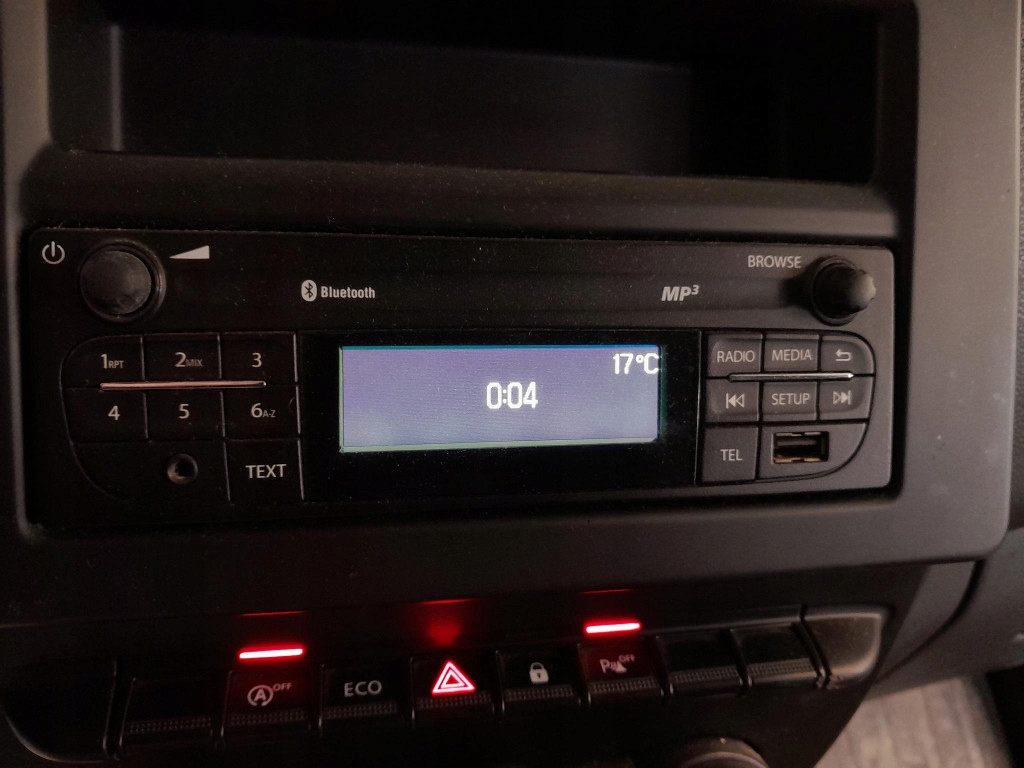 BROWSE
Bluetooth
MP3
1RPT
2MIX
3
4
5
6A-Z
TEXT
17°C
0:04
RADIO
MEDIA
SETUP
TEL
A OFF
ECO
P OFF